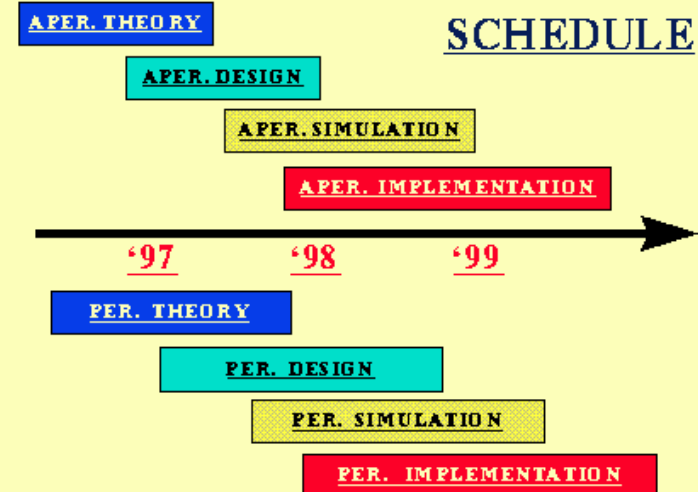 APER. THEORY
SCHEDULE
APER. DESIGN
APER. SIMULATION
APER. IMPLEMENTATION
‘97 ‘98 ‘99
PER. THEORY
PER. DESIGN
PER. SIMULATION
PER. IMPLEMENTATION